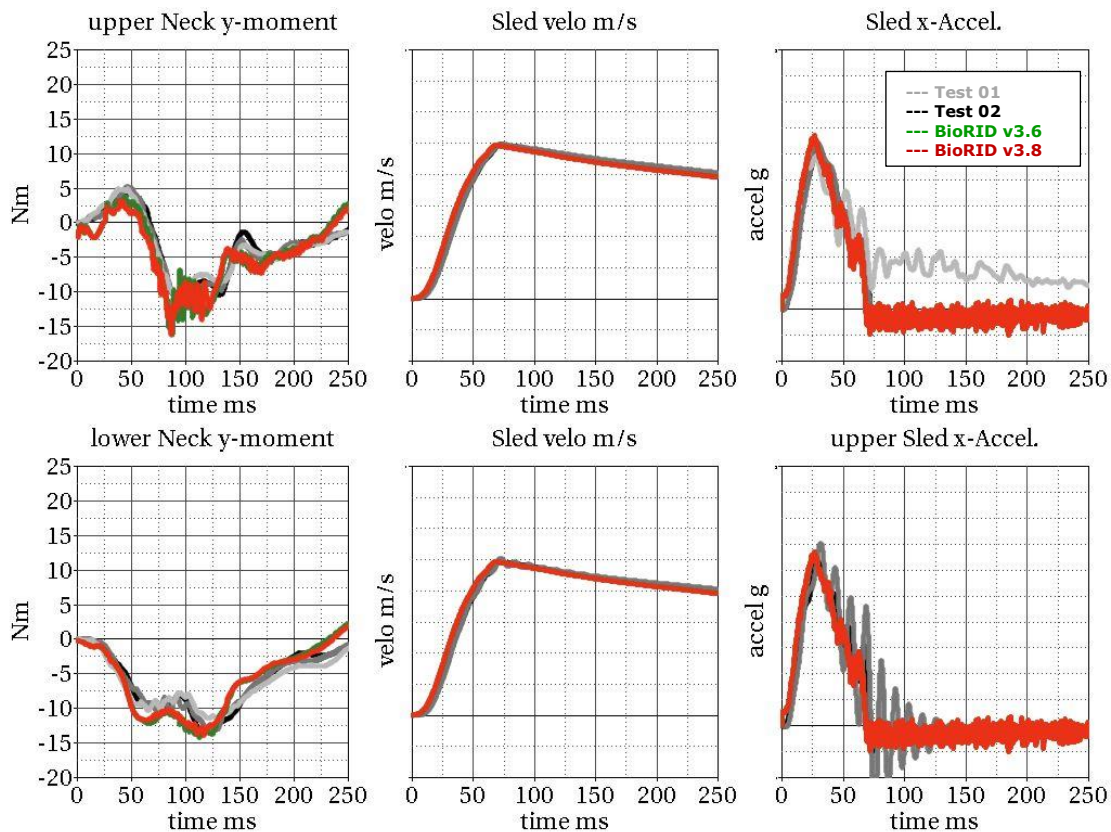 upper Neck y-moment
Sled velo m/s
Sled x-Accel.
25
20
15
10
5
0
-5
-10
-15
-20
Nm
0 50 100 150 200 250
time ms
velo m/s
0 50 100 150 200 250
time ms
accel g
--- Test 01
--- Test 02
--- BioRID v3.6
--- BioRID v3.8
0 50 100 150 200 250
time ms
lower Neck y-moment
Sled velo m/s
upper Sled x-Accel.
25
20
15
10
5
0
-5
-10
-15
-20
Nm
0 50 100 150 200 250
time ms
velo m/s
0 50 100 150 200 250
time ms
accel g
0 50 100 150 200 250
time ms